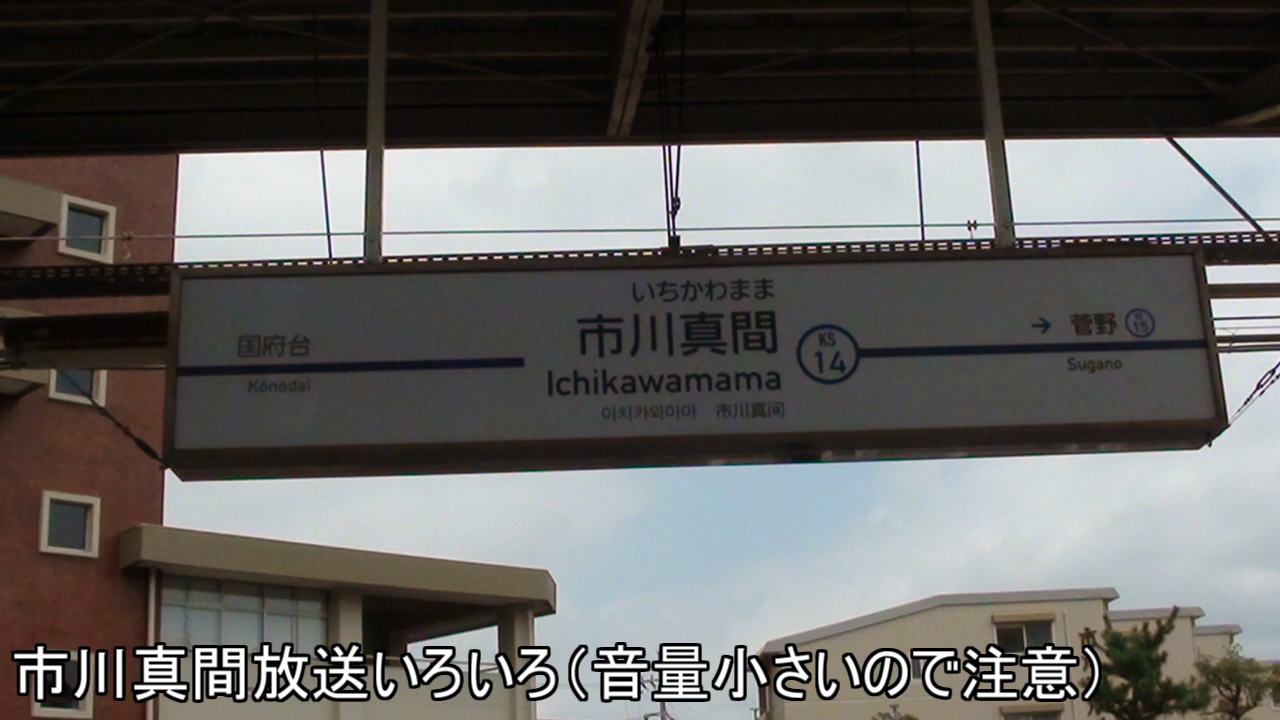 いちかわまま
国府台
市川真間
KS
14
→ 菅野
KS
15
Kōnodai
Ichikawamama
Sugano
이치카와마마 市川真间
市川真間放送いろいろ（音量小さいので注意）